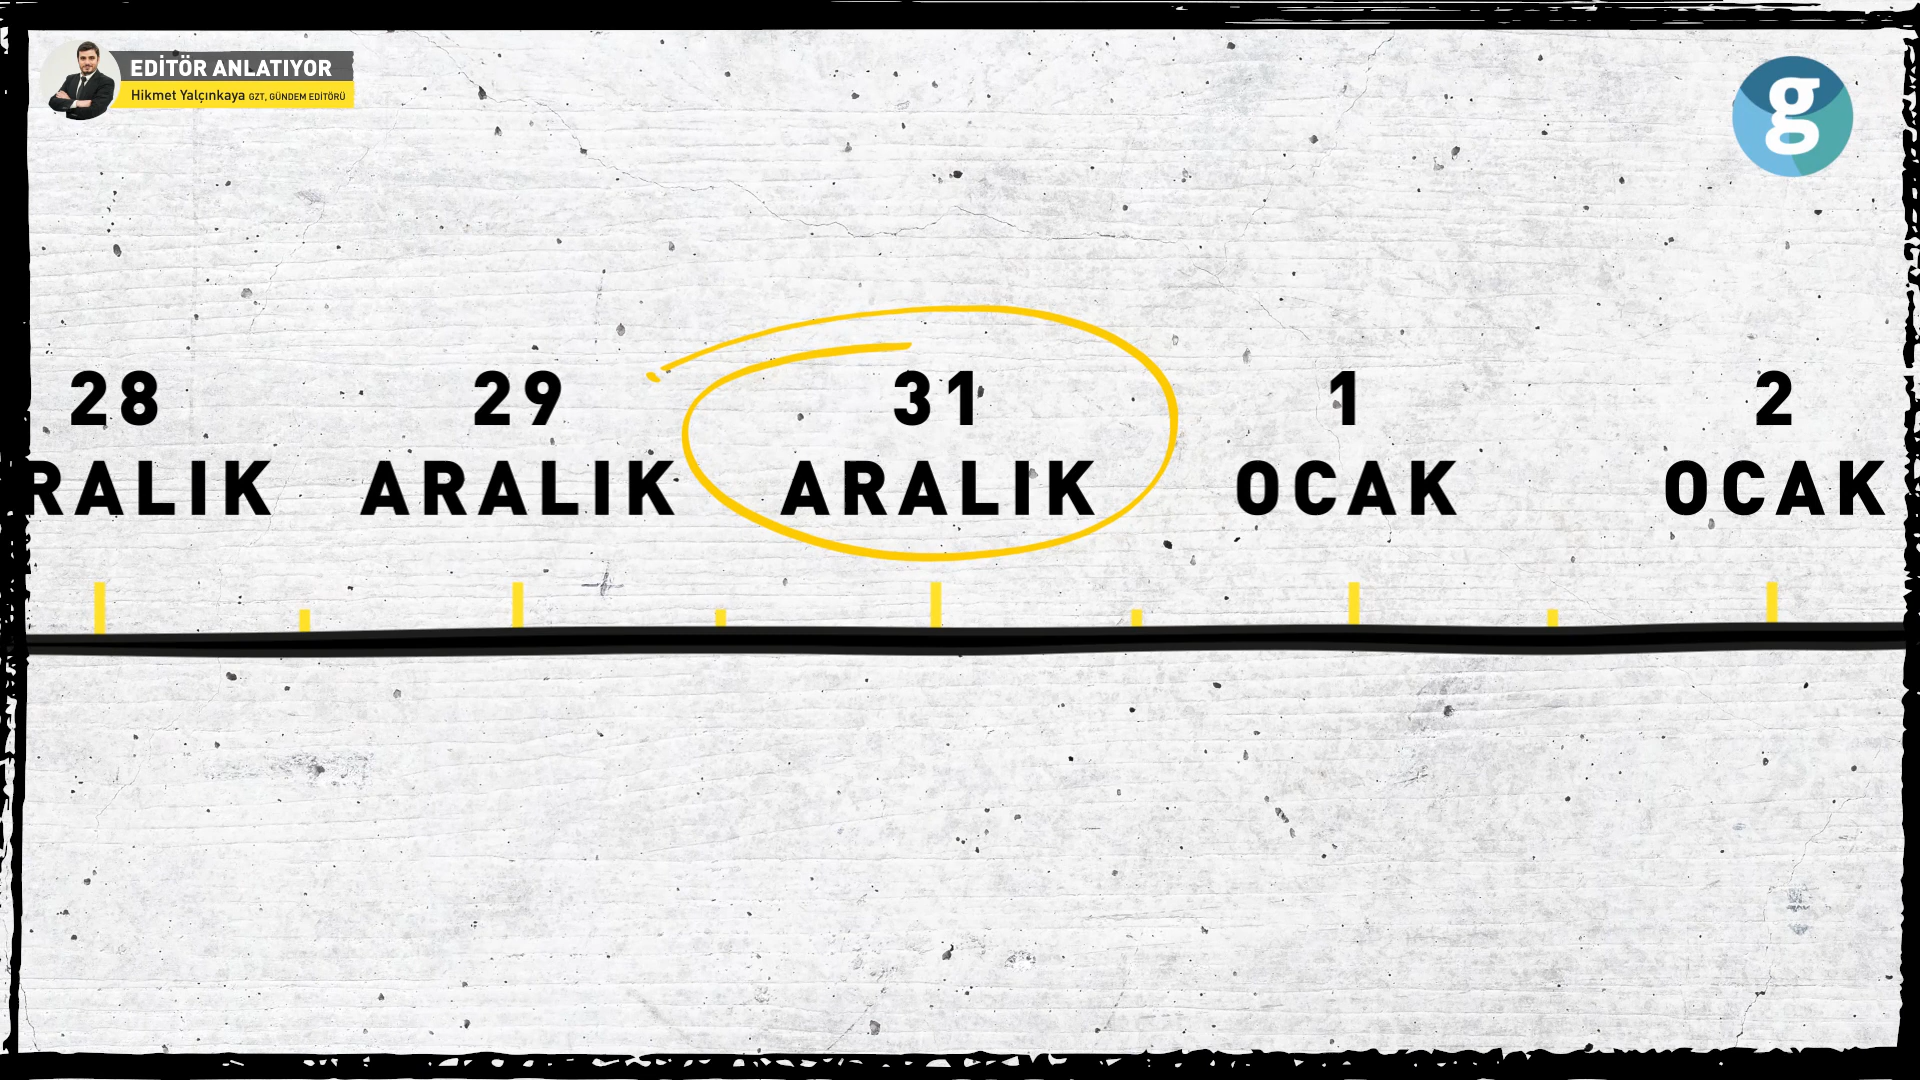 EDİTÖR ANLATIYOR
Hikmet Yalçınkaya GZT, GÜNDEM EDİTÖRÜ
g
28 29 31 1 2
RALIK ARALIK ARALIK OCAK OCAK